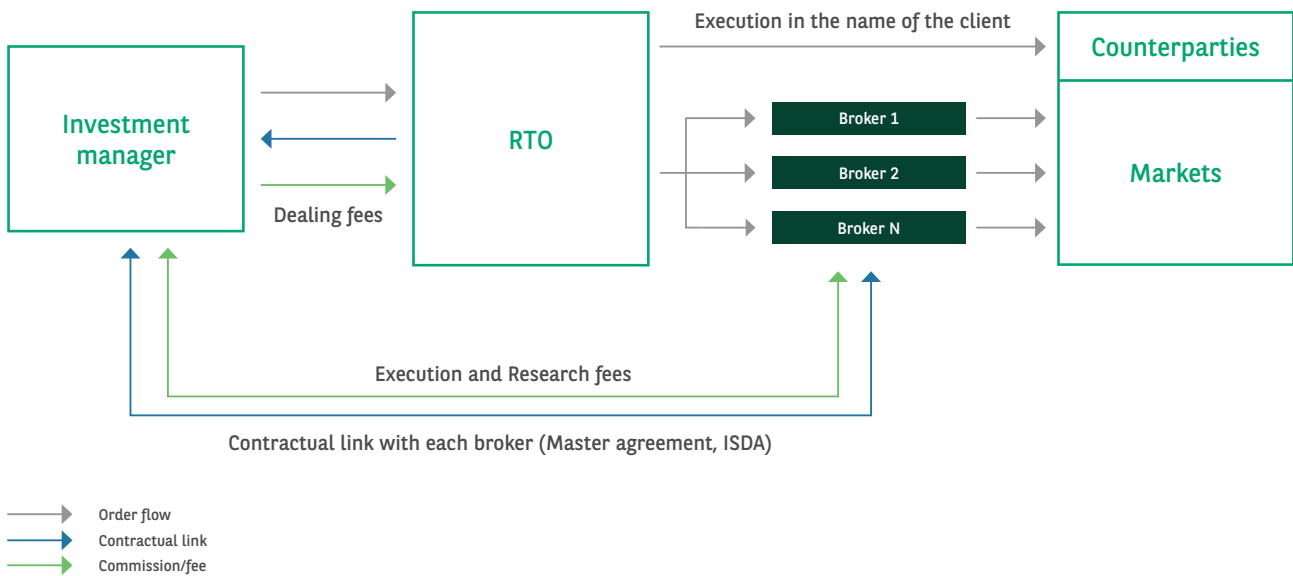 Execution in the name of the client
Counterparties
Investment
manager
RTO
Broker 1
Broker 2
Broker N
Markets
Dealing fees
Execution and Research fees
Contractual link with each broker (Master agreement, ISDA)
Order flow
Contractual link
Commission/fee